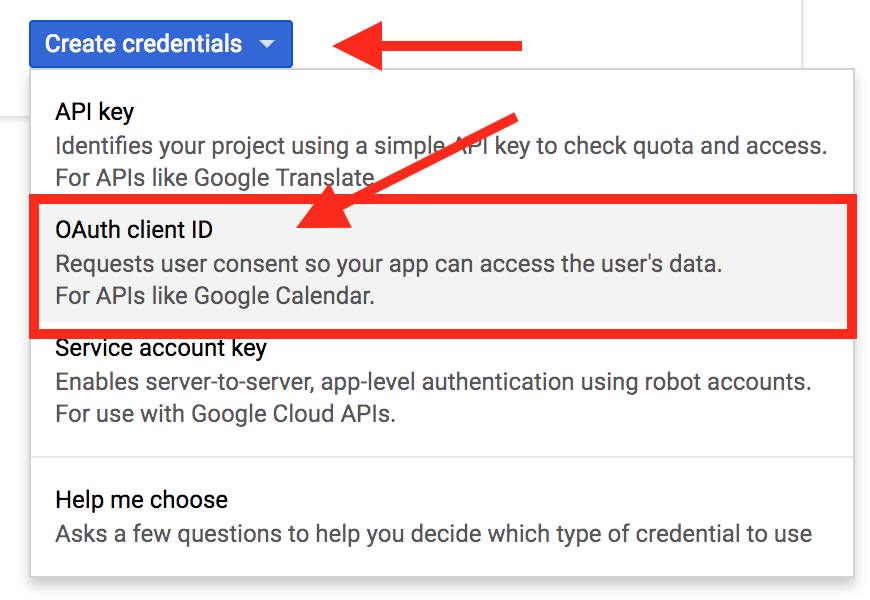 Create credentials
API key
Identifies your project using a simple API key to check quota and access.
For APIs like Google Translate.
OAuth client ID
Requests user consent so your app can access the user's data.
For APIs like Google Calendar.
Service account key
Enables server-to-server, app-level authentication using robot accounts.
For use with Google Cloud APIs.
Help me choose
Asks a few questions to help you decide which type of credential to use